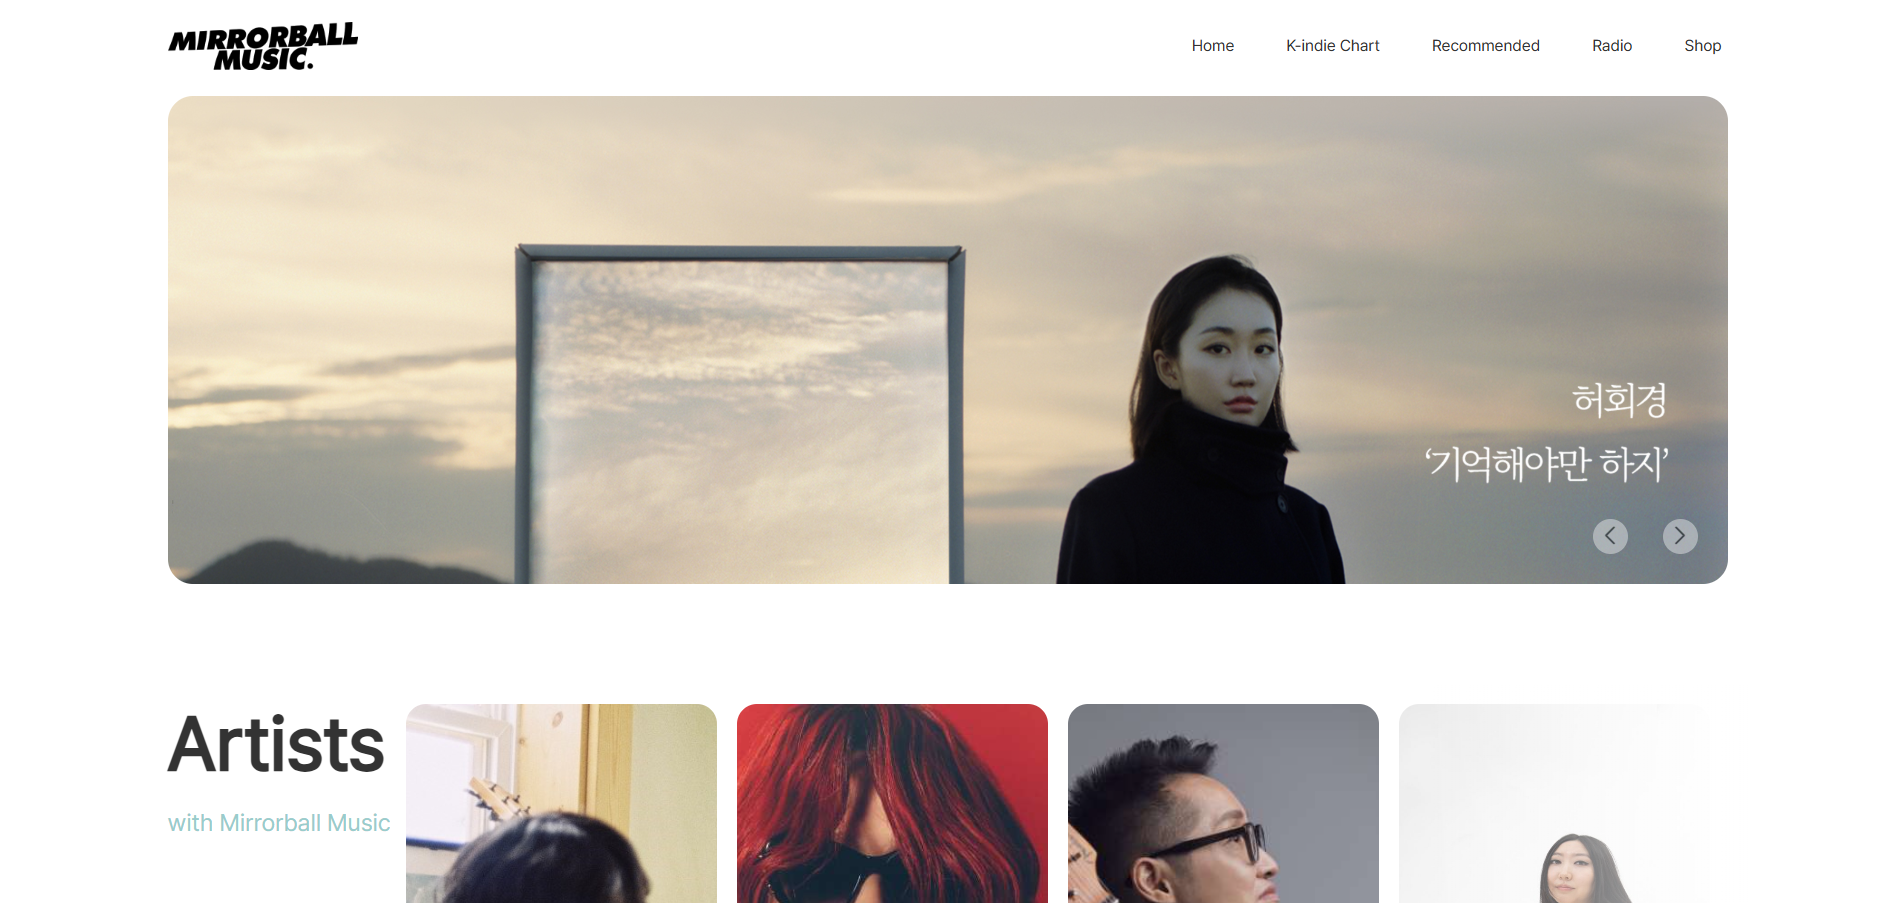 MIRRORBALL
MUSIC.
Home
K-indie Chart
Recommended
Radio
Shop
허회경
‘기억해야만 하지’
Artists
with Mirrorball Music